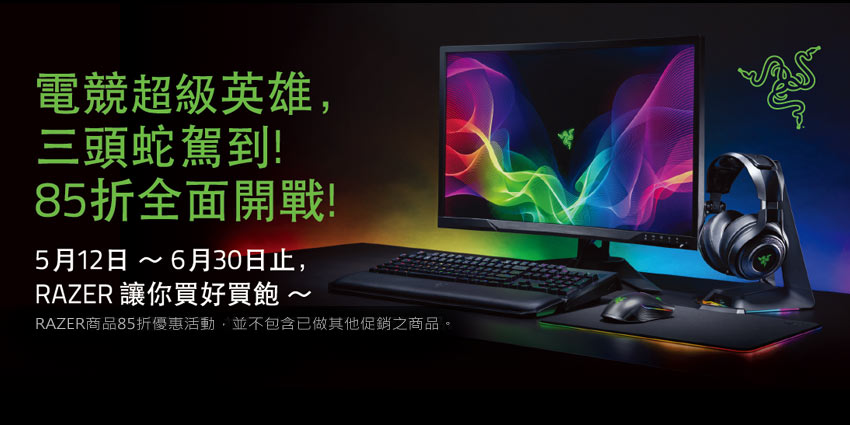 電競超級英雄，
三頭蛇駕到!
85折全面開戰!
5月12日 ～ 6月30日止，
RAZER 讓你買好買飽 ～
RAZER商品85折優惠活動，並不包含已做其他促銷之商品。